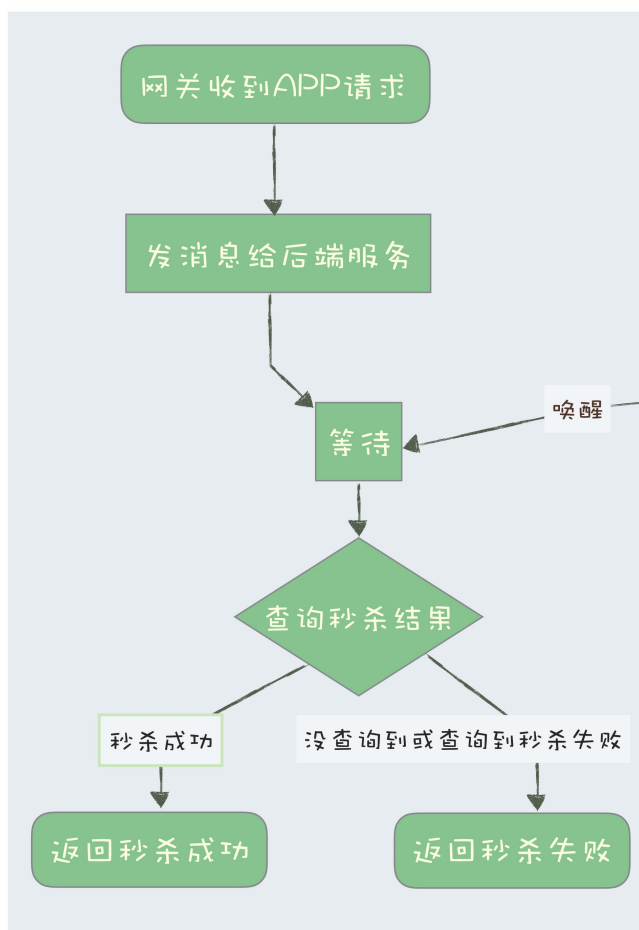 网关收到APP请求
发消息给后端服务
唤醒
等待
查询秒杀结果
秒杀成功
没查询到或查询到秒杀失败
返回秒杀成功
返回秒杀失败